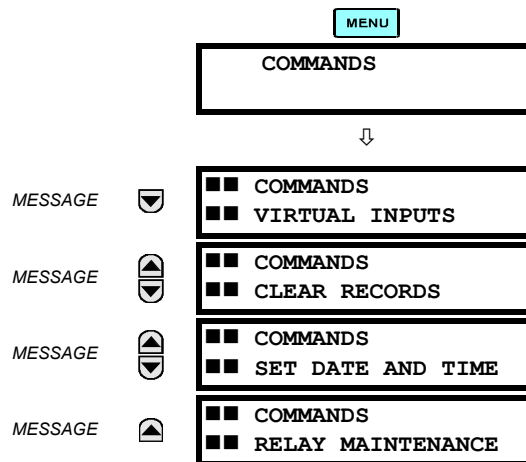 MENU
COMMANDS
⇩
■■ COMMANDS
MESSAGE
■■ VIRTUAL INPUTS
■■ COMMANDS
MESSAGE
■■ CLEAR RECORDS
■■ COMMANDS
MESSAGE
■■ SET DATE AND TIME
■■ COMMANDS
MESSAGE
■■ RELAY MAINTENANCE